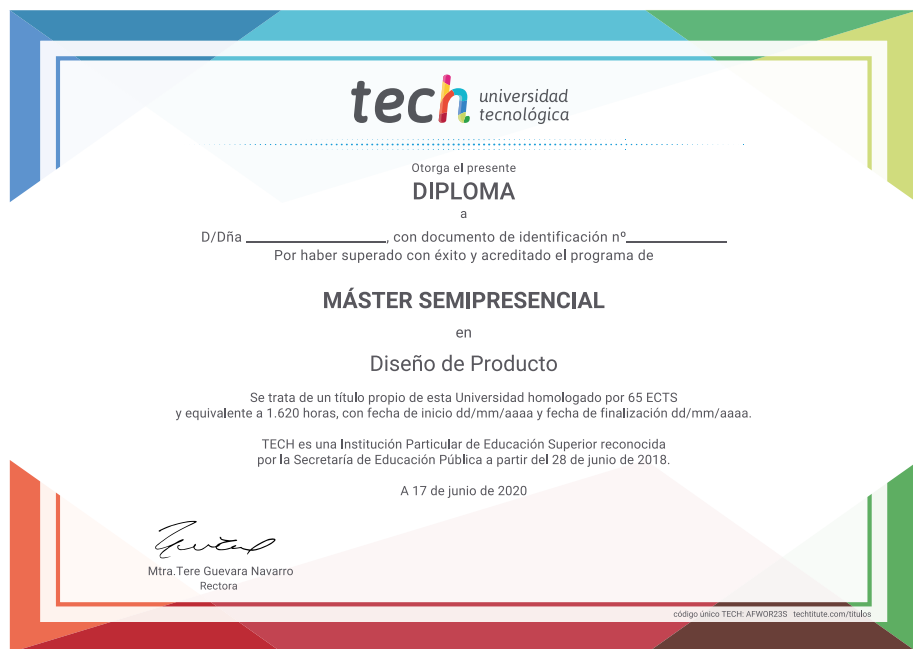 tech universidad
tecnológica
Otorga el presente
DIPLOMA
a
D/Dña ______________, con documento de identificación nº__________
Por haber superado con éxito y acreditado el programa de
MÁSTER SEMIPRESENCIAL
en
Diseño de Producto
Se trata de un título propio de esta Universidad homologado por 65 ECTS
y equivalente a 1.620 horas, con fecha de inicio dd/mm/aaaa y fecha de finalización dd/mm/aaaa.
TECH es una Institución Particular de Educación Superior reconocida
por la Secretaría de Educación Pública a partir del 28 de junio de 2018.
A 17 de junio de 2020
Mtra.Tere Guevara Navarro
Rectora
código único TECH: AFWOR23S techtitute.com/titulos